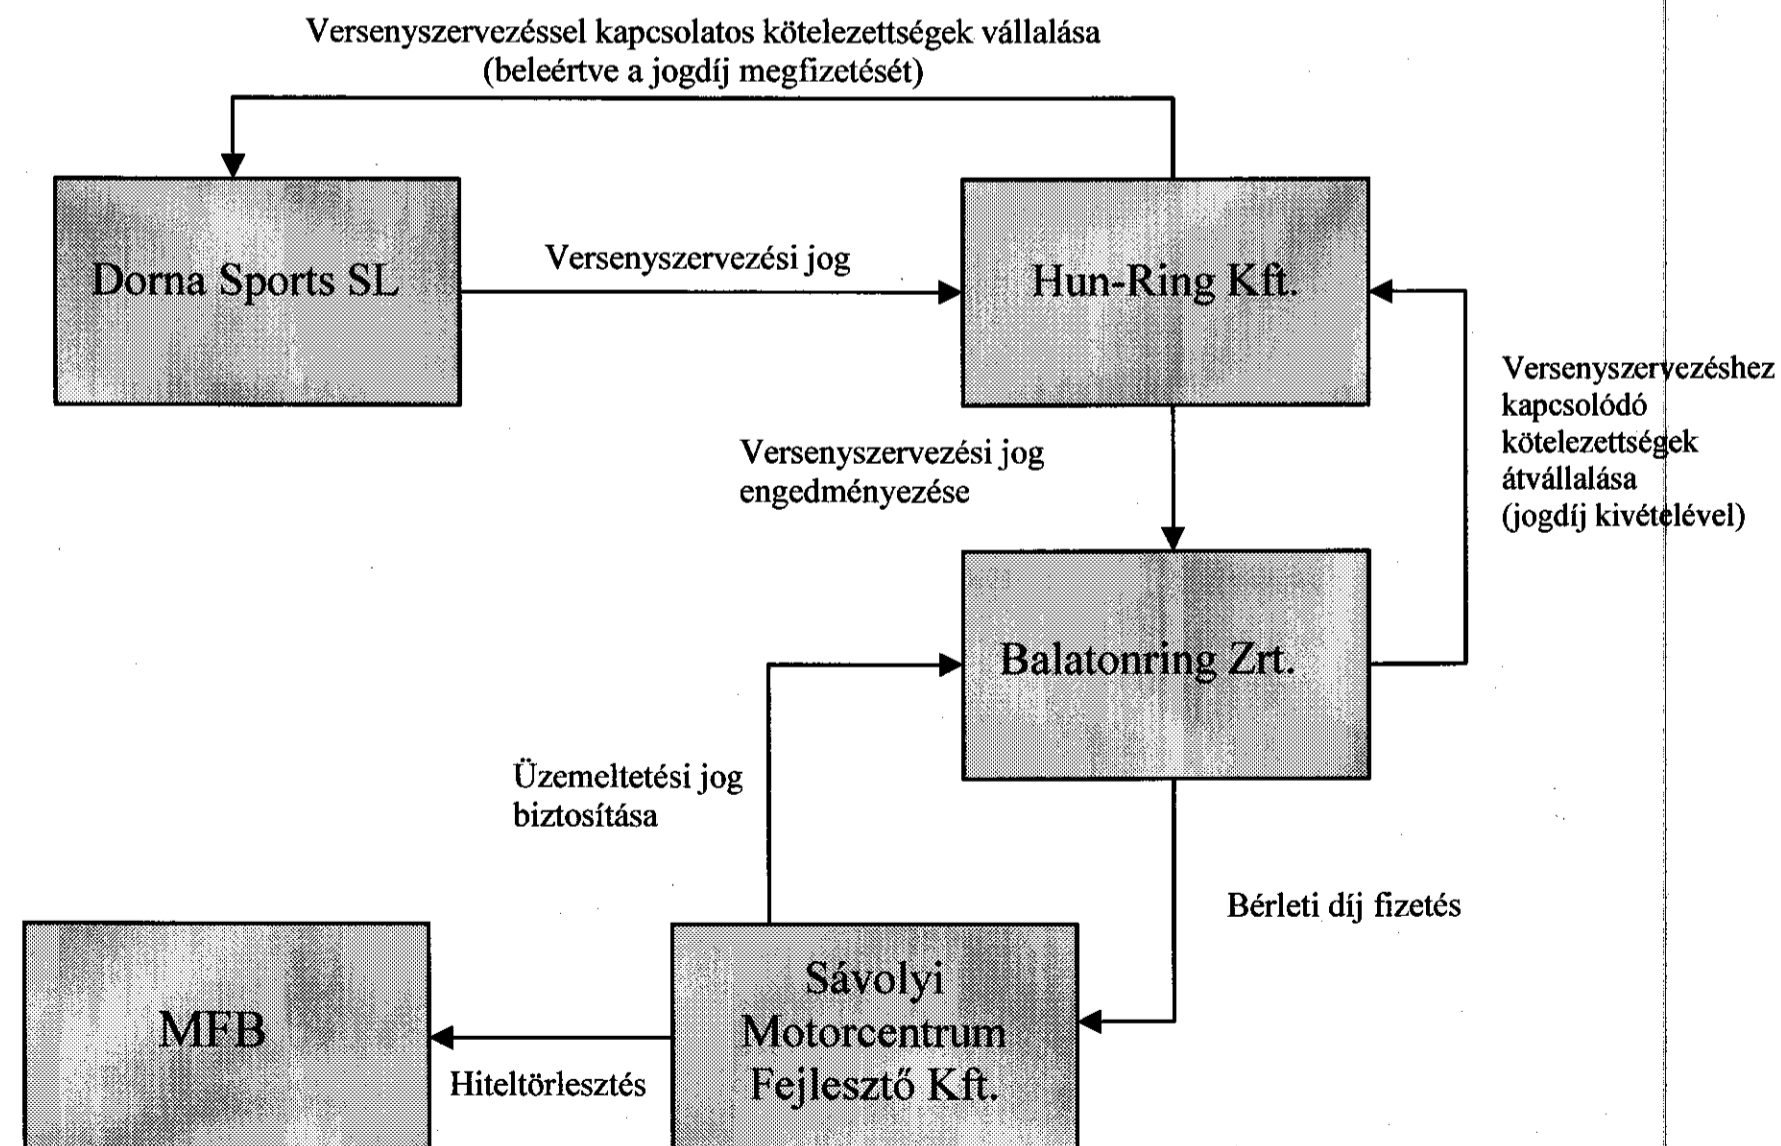 Versenyszervezéssel kapcsolatos kötelezettségek vállalása
(beleértve a jogdíj megfizetését)
Dorna Sports SL
Versenyszervezési jog
Hun-Ring Kft.
Versenyszervezéshez
kapcsolódó
kötelezettségek
átvállalása
(jogdíj kivételével)
Versenyszervezési jog
engedményezése
Balatonring Zrt.
Üzemeltetési jog
biztosítása
Bérleti díj fizetés
MFB
Hiteltörlesztés
Sávolyi
Motorcentrum
Fejlesztő Kft.